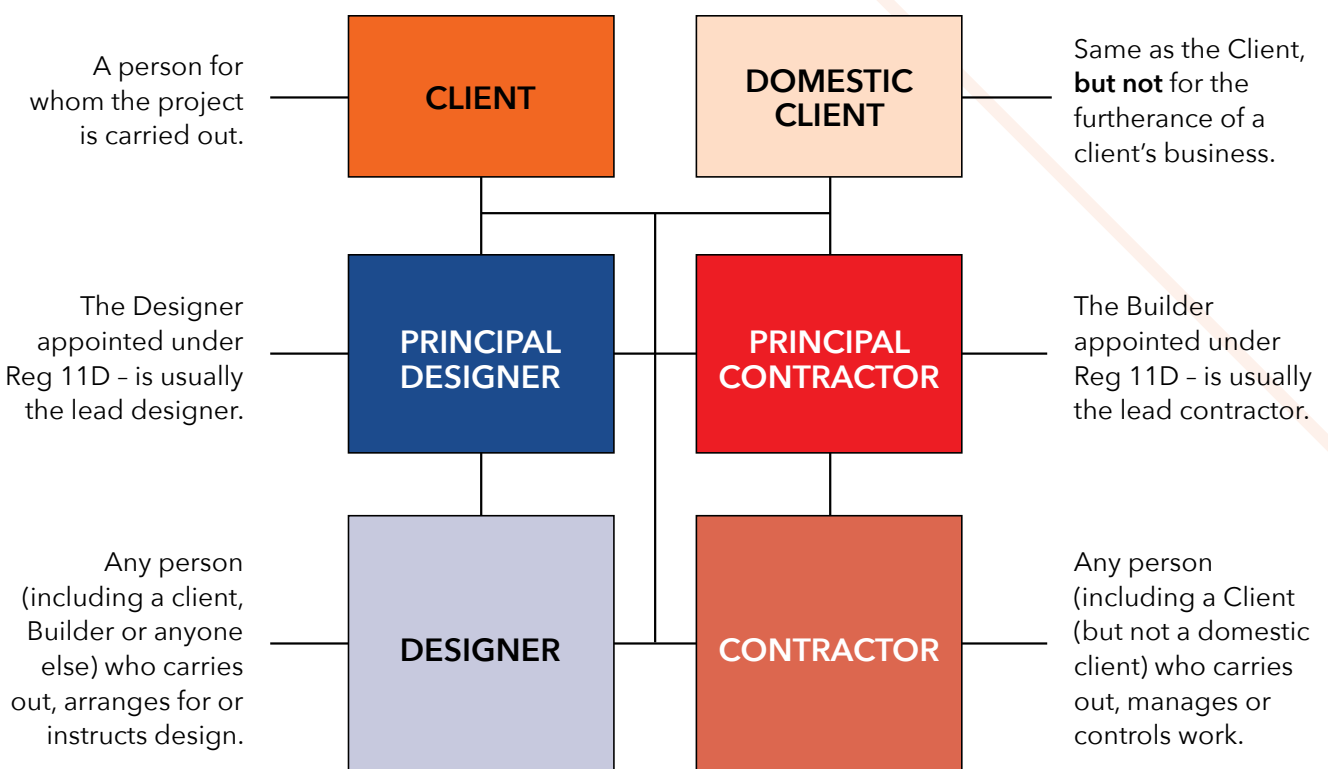 A person for
whom the project
is carried out.
CLIENT
DOMESTIC
CLIENT
Same as the Client,
but not for the
furtherance of a
client’s business.
The Designer
appointed under
Reg 11D – is usually
the lead designer.
PRINCIPAL
DESIGNER
PRINCIPAL
CONTRACTOR
The Builder
appointed under
Reg 11D – is usually
the lead contractor.
Any person
(including a client,
Builder or anyone
else) who carries
out, arranges for or
instructs design.
DESIGNER
CONTRACTOR
Any person
(including a Client
(but not a domestic
client) who carries
out, manages or
controls work.